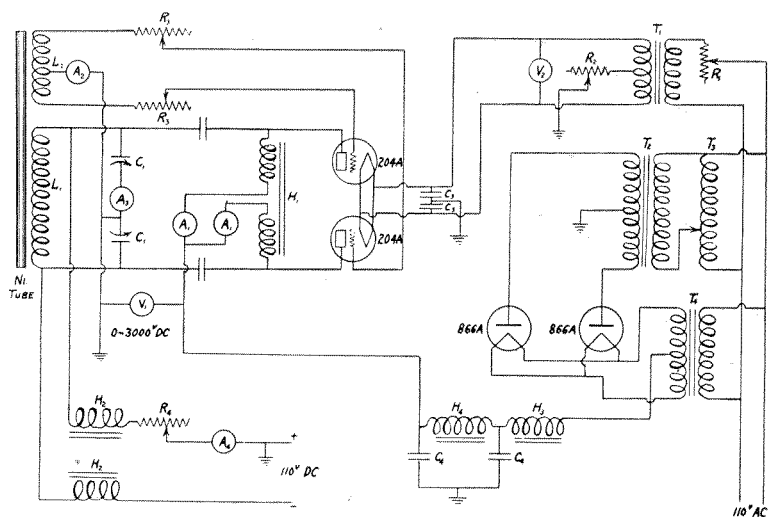 R3
T1
L2
A2
V2
R2
R1
R3
204A
T2
T3
C1
L1
A3
H1
C3
C3
A1
A1
C1
204A
Ni
TUBE
V1
0-3000V DC
T4
866A
866A
H2
R4
H4
H3
A4
+
110V DC
C4
C4
H2
-
110V AC